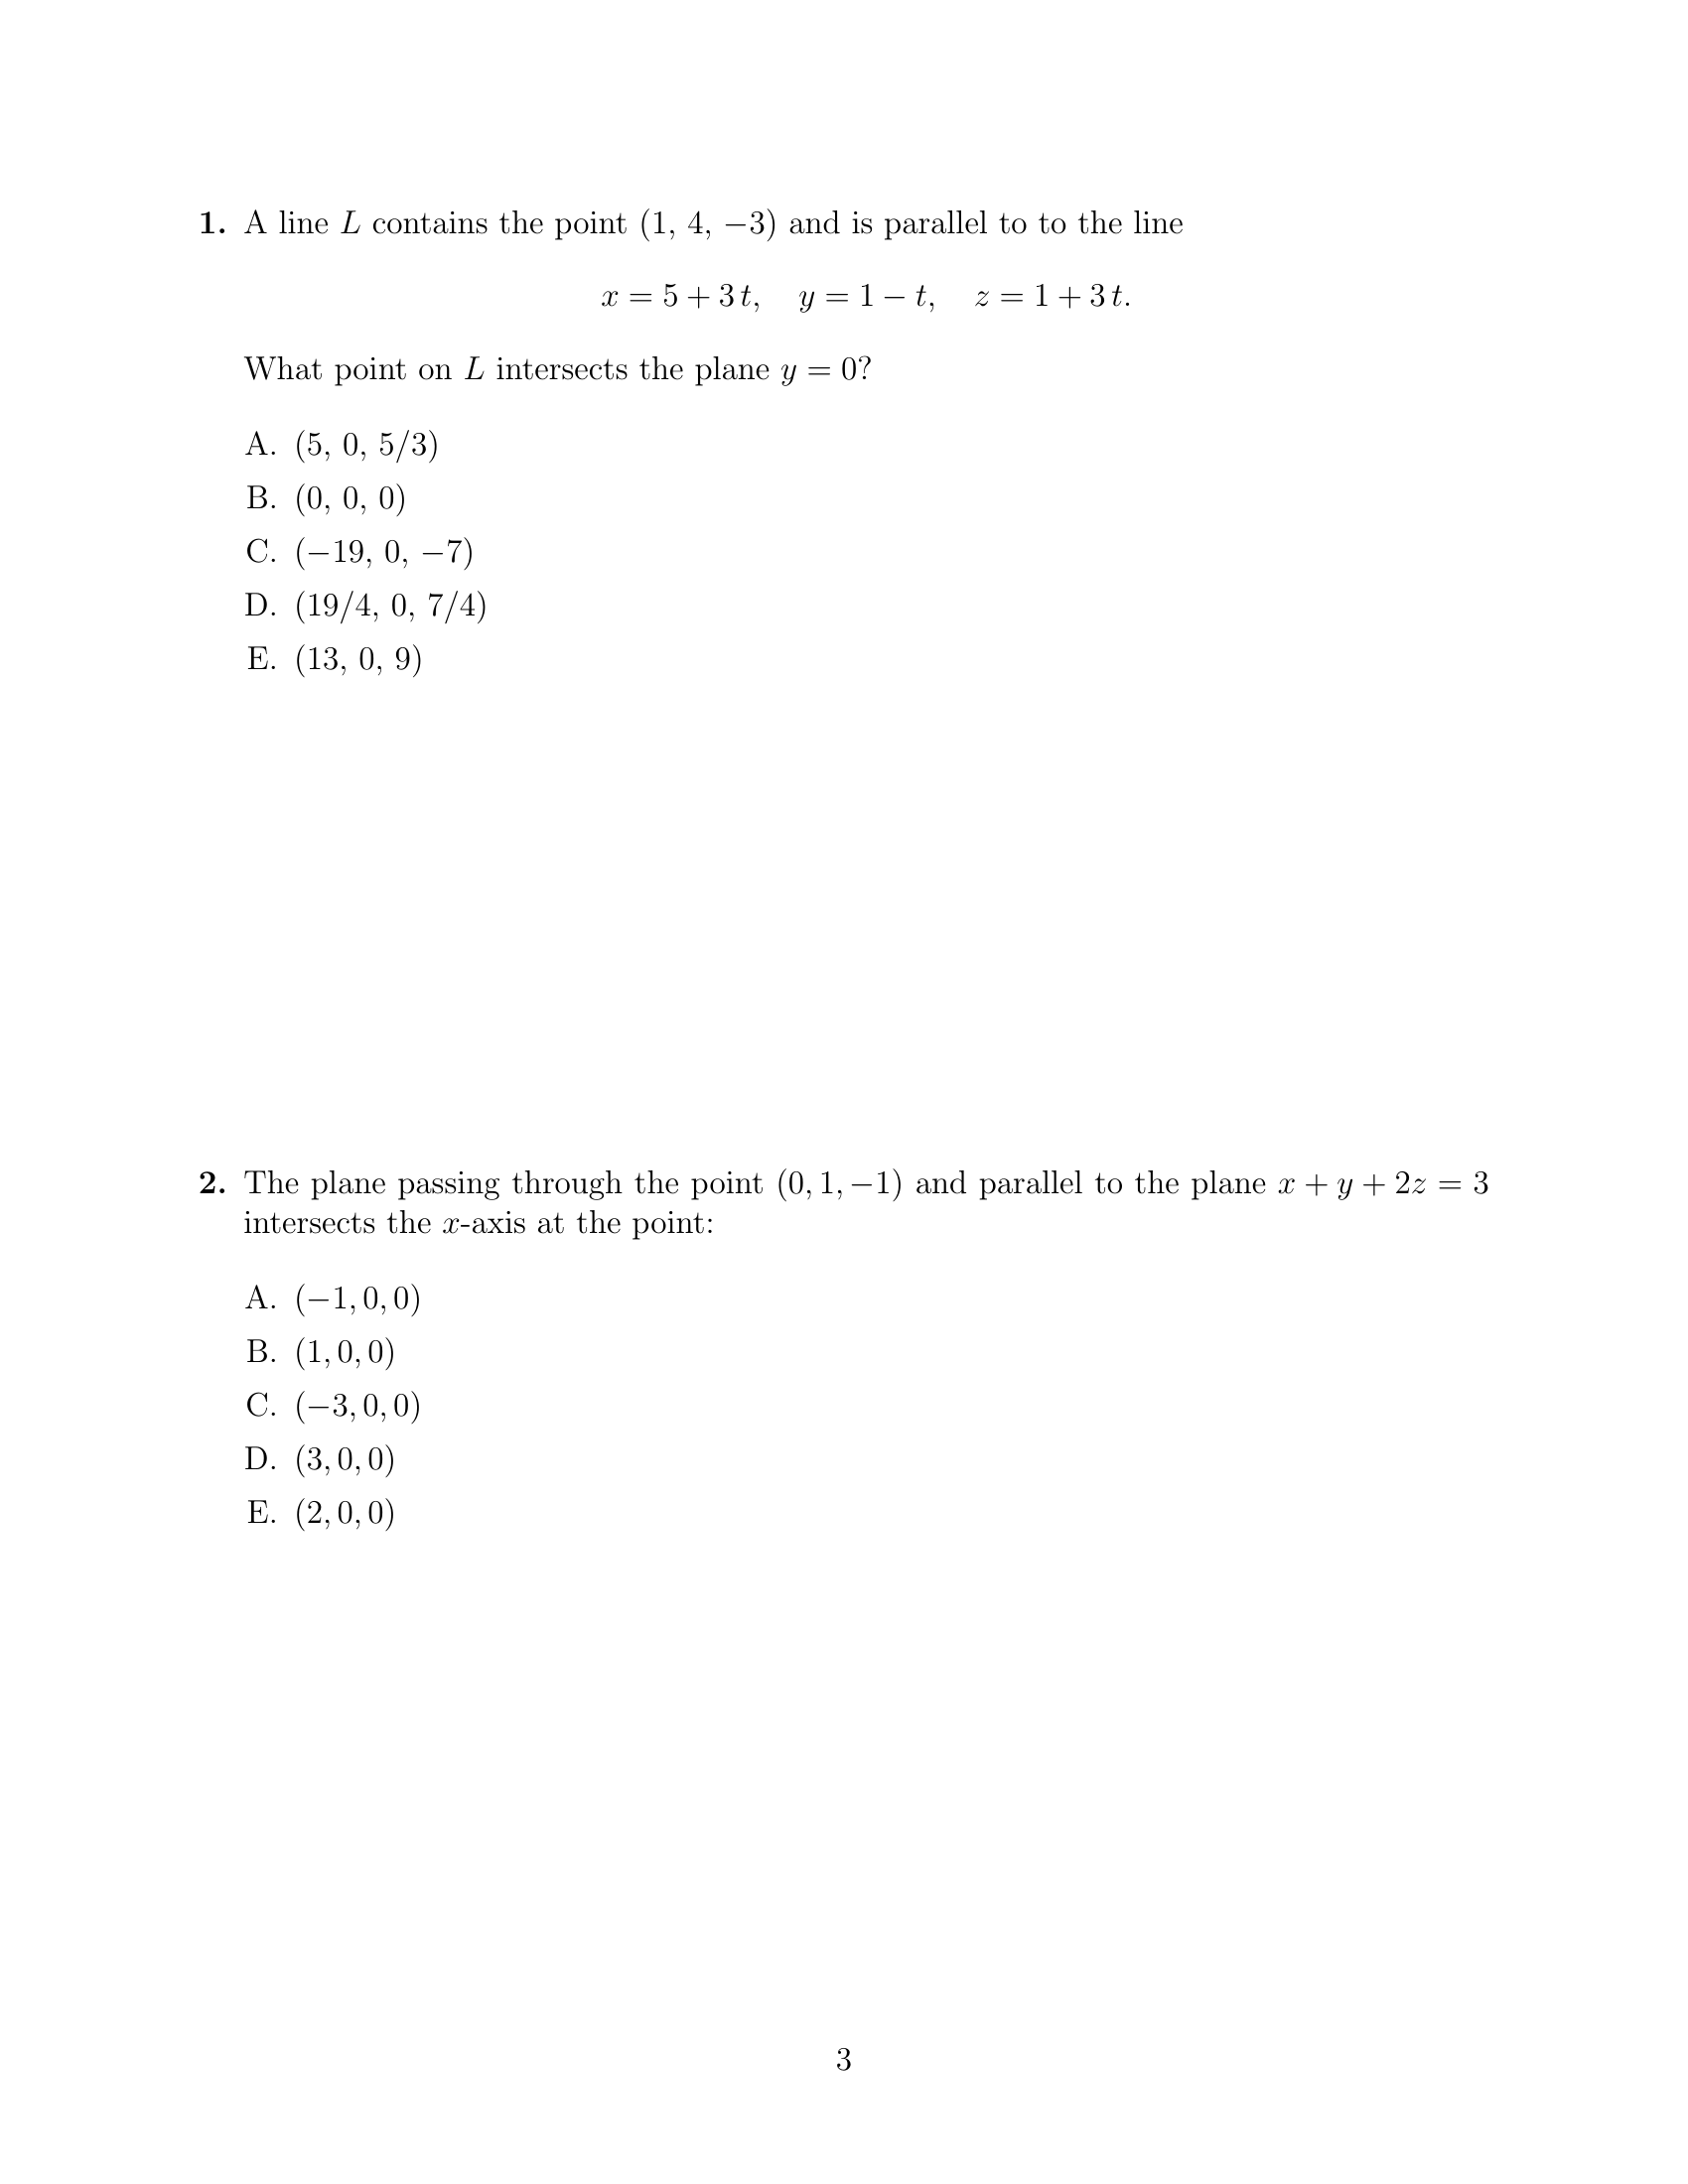 1. A line L contains the point (1, 4, −3) and is parallel to to the line
x = 5 + 3 t, y = 1 − t, z = 1 + 3 t.
What point on L intersects the plane y = 0?
A. (5, 0, 5/3)
B. (0, 0, 0)
C. (−19, 0, −7)
D. (19/4, 0, 7/4)
E. (13, 0, 9)
2. The plane passing through the point (0, 1, −1) and parallel to the plane x + y + 2z = 3
intersects the x-axis at the point:
A. (−1, 0, 0)
B. (1, 0, 0)
C. (−3, 0, 0)
D. (3, 0, 0)
E. (2, 0, 0)
3